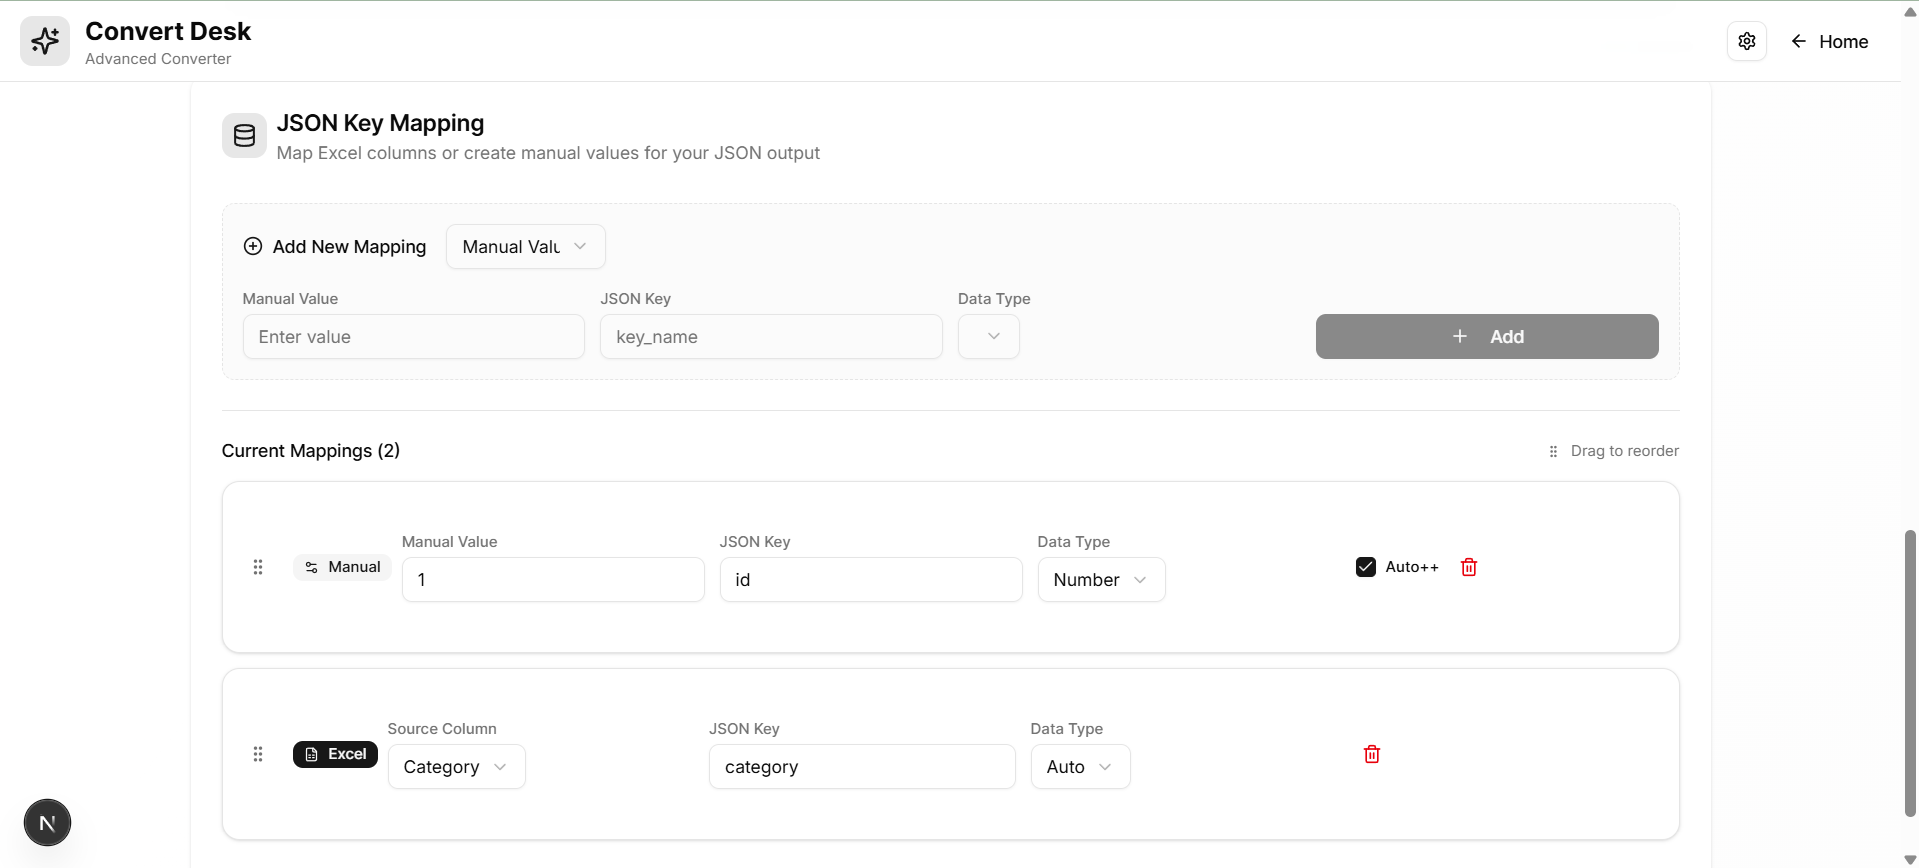 Convert Desk
Advanced Converter
Home
JSON Key Mapping
Map Excel columns or create manual values for your JSON output
Add New Mapping
Manual Valu
Manual Value
JSON Key
Data Type
Enter value
key_name
Add
Current Mappings (2)
Drag to reorder
Manual
Manual Value
1
JSON Key
id
Data Type
Number
Auto++
Excel
Source Column
Category
JSON Key
category
Data Type
Auto
N